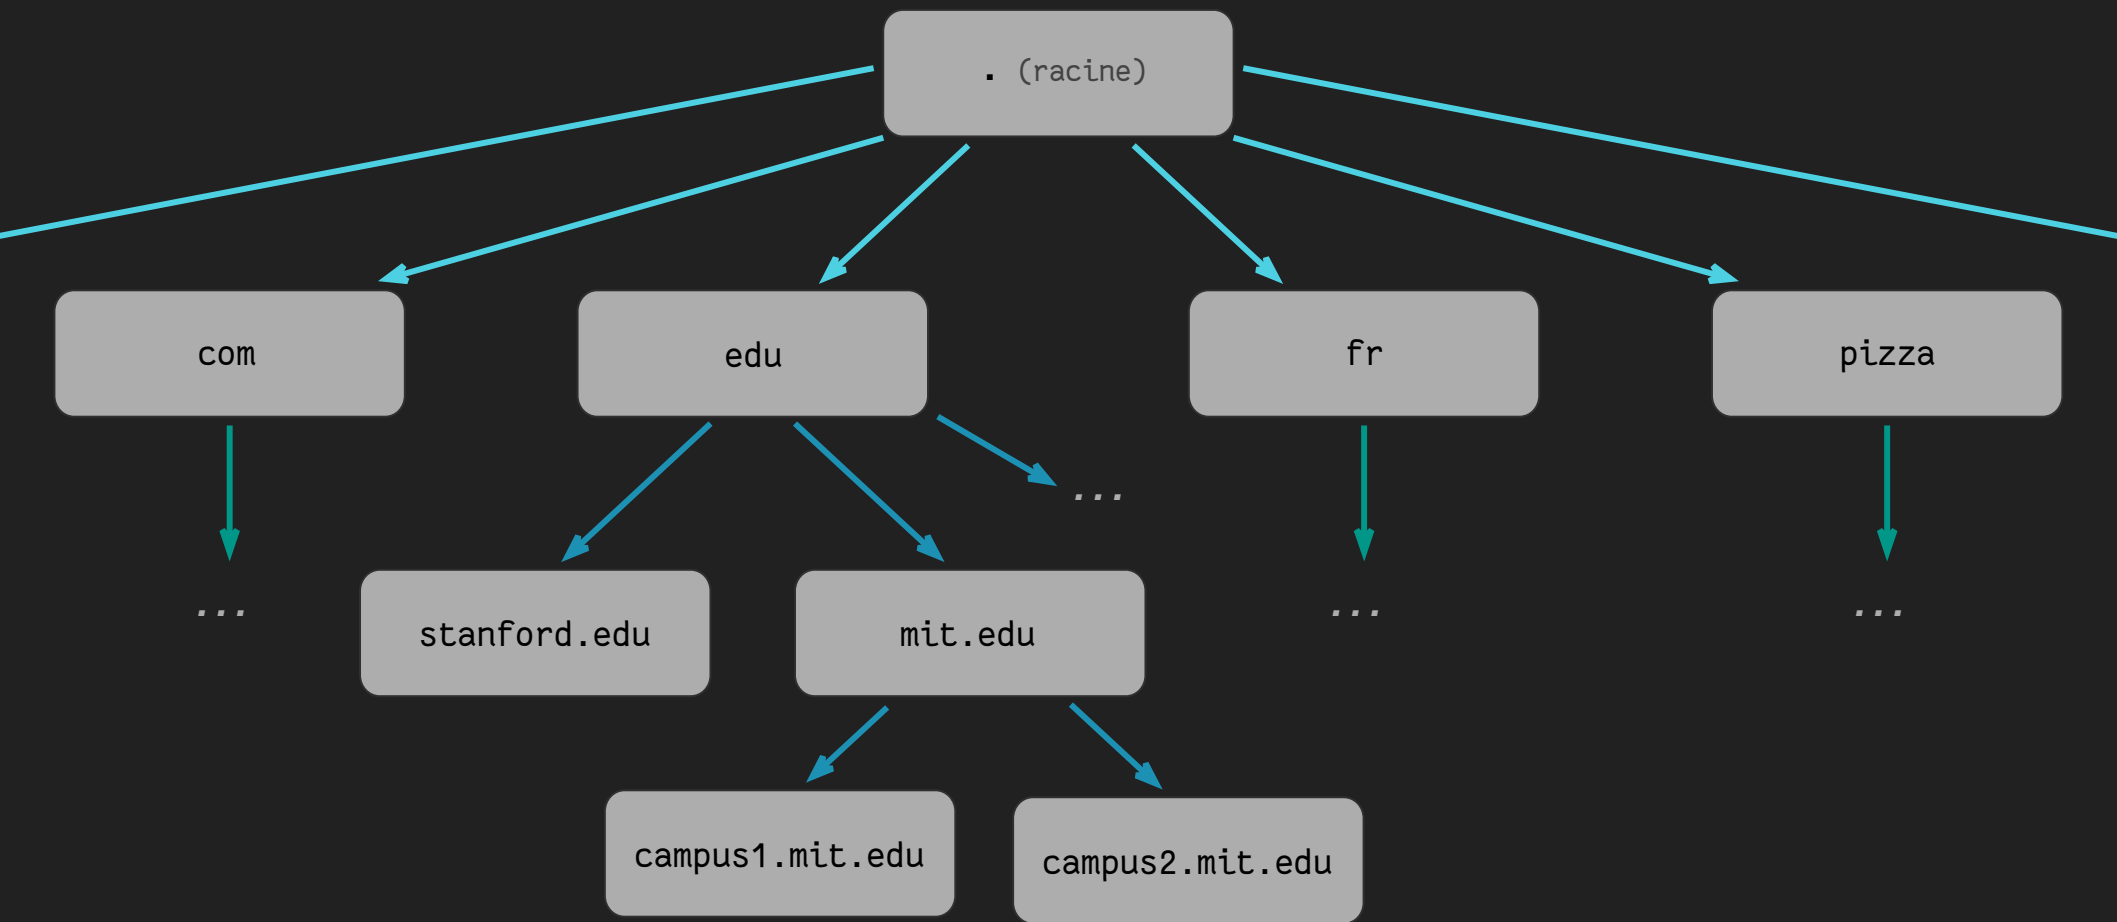 . (racine)
com
edu
fr
pizza
...
...
stanford.edu
mit.edu
...
...
campus1.mit.edu
campus2.mit.edu